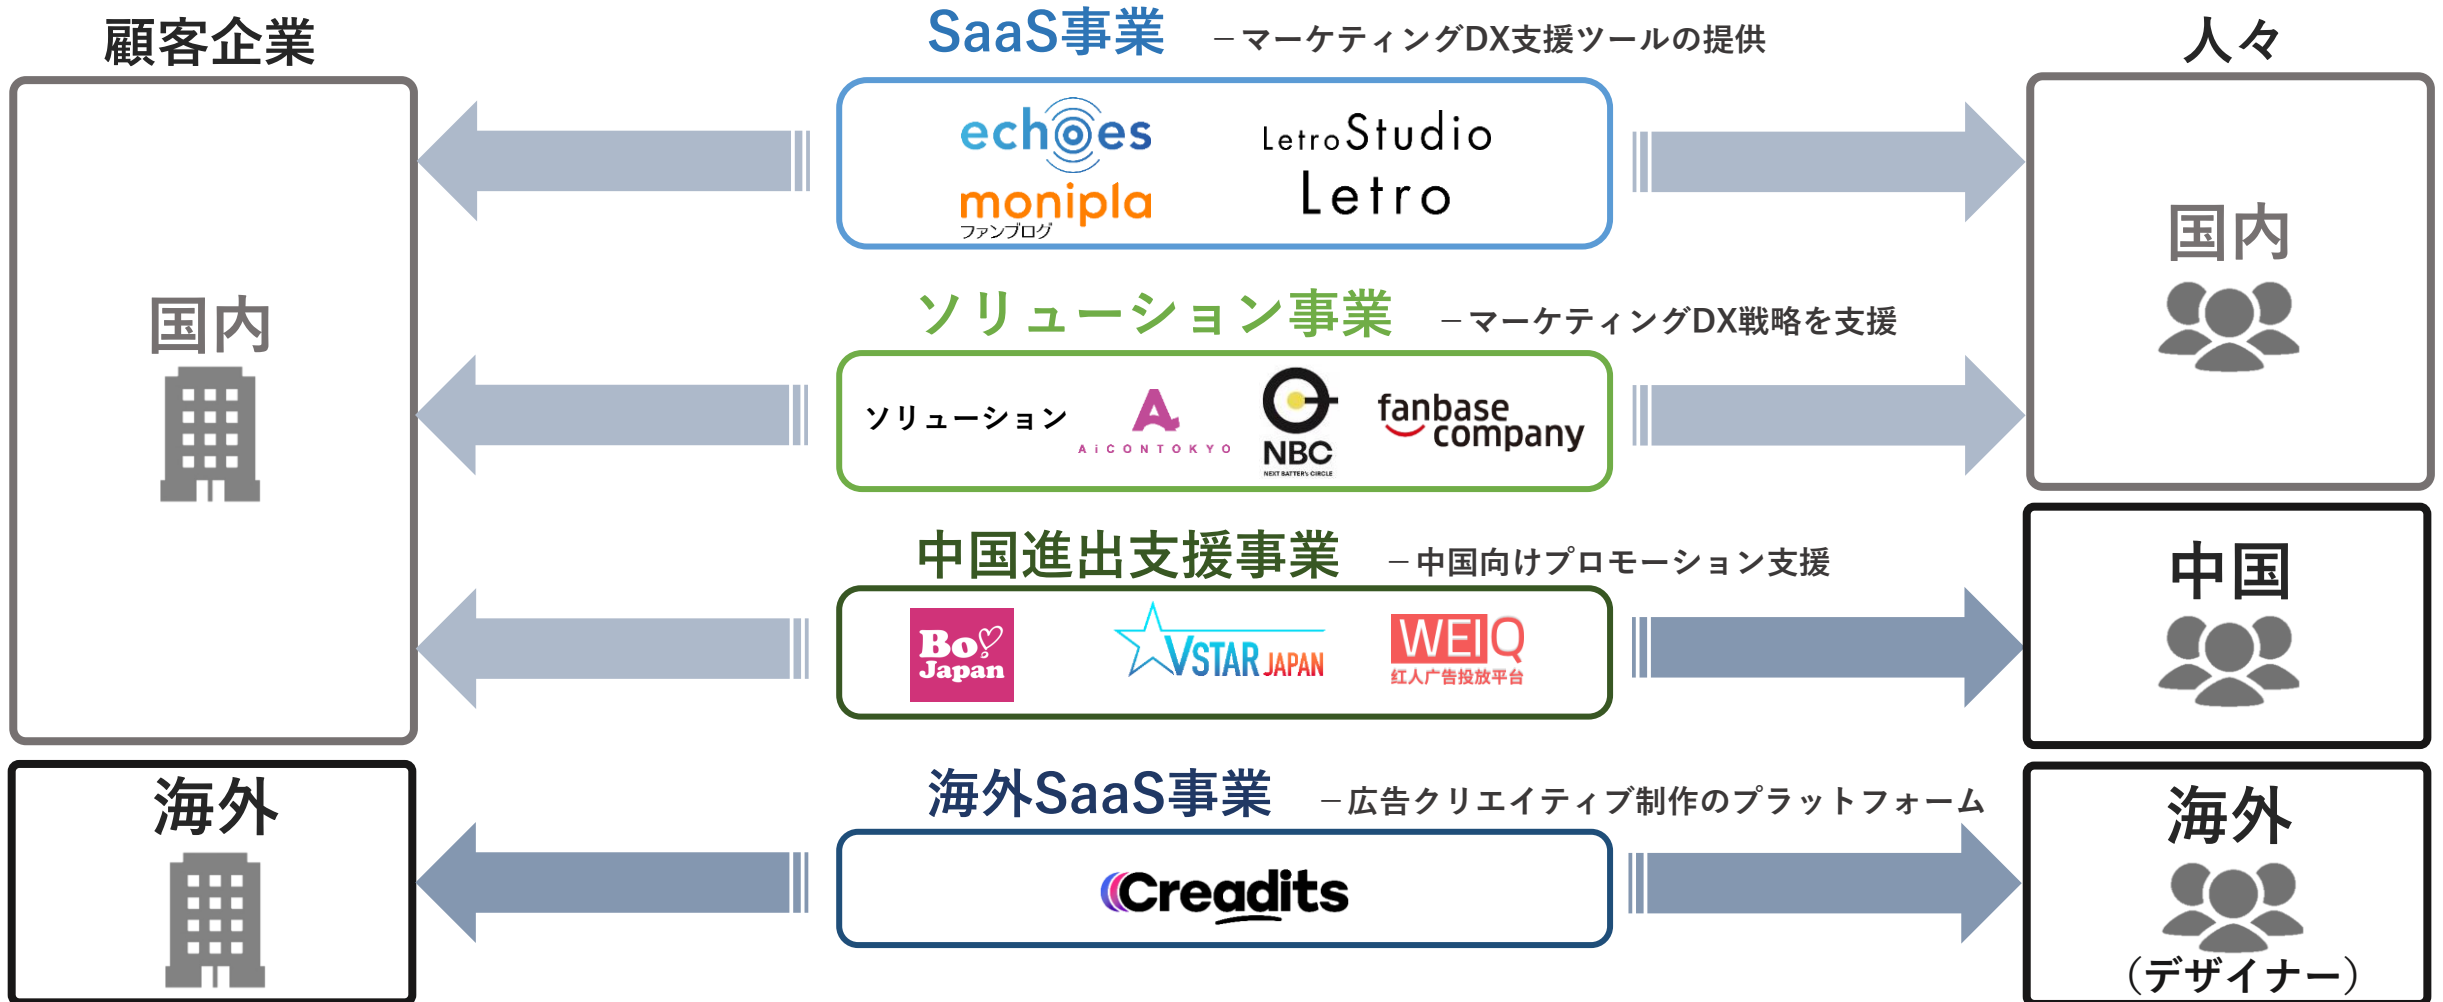 顧客企業
SaaS事業 －マーケティングDX支援ツールの提供
人々
echoes
LetroStudio
monipla
ファンブログ
Letro
国内
国内
ソリューション事業 －マーケティングDX戦略を支援
ソリューション
A
AiCONTOKYO
NBC
NEXT BATTER's CIRCLE
fanbase
company
中国進出支援事業 －中国向けプロモーション支援
中国
Bo
Japan
VSTAR JAPAN
WEIQ
红人广告投放平台
海外
海外SaaS事業 －広告クリエイティブ制作のプラットフォーム
海外
Creadits
（デザイナー）